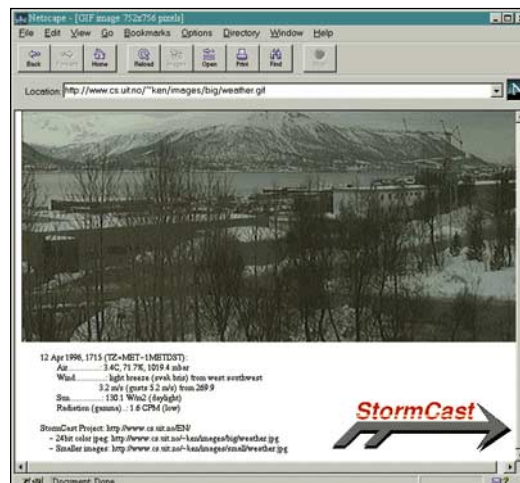 Netscape - [GIF image 752x756 pixels]
File Edit View Go Bookmarks Options Directory Window Help
Back Forward Home Reload Images Open Print Find Stop
Location: http://www.cs.uit.no/~ken/images/big/weather.gif
N
12 Apr 1996, 1715 (TZ=MET-1METDST):
Air ............: 3.4C, 71.7%, 1019.4 mbar
Wind............: light breeze (svak bris) from west southwest
3.2 m/s (gusts 5.2 m/s) from 269.9
Sun............: 130.1 W/m2 (daylight)
Radiation (gamma)..: 1.6 CPM (low)
StormCast Project: http://www.cs.uit.no/EN/
- 24bit color jpeg: http://www.cs.uit.no/~ken/images/big/weather.jpg
- Smaller images: http://www.cs.uit.no/~ken/images/small/weather.jpg
StormCast
Document: Done